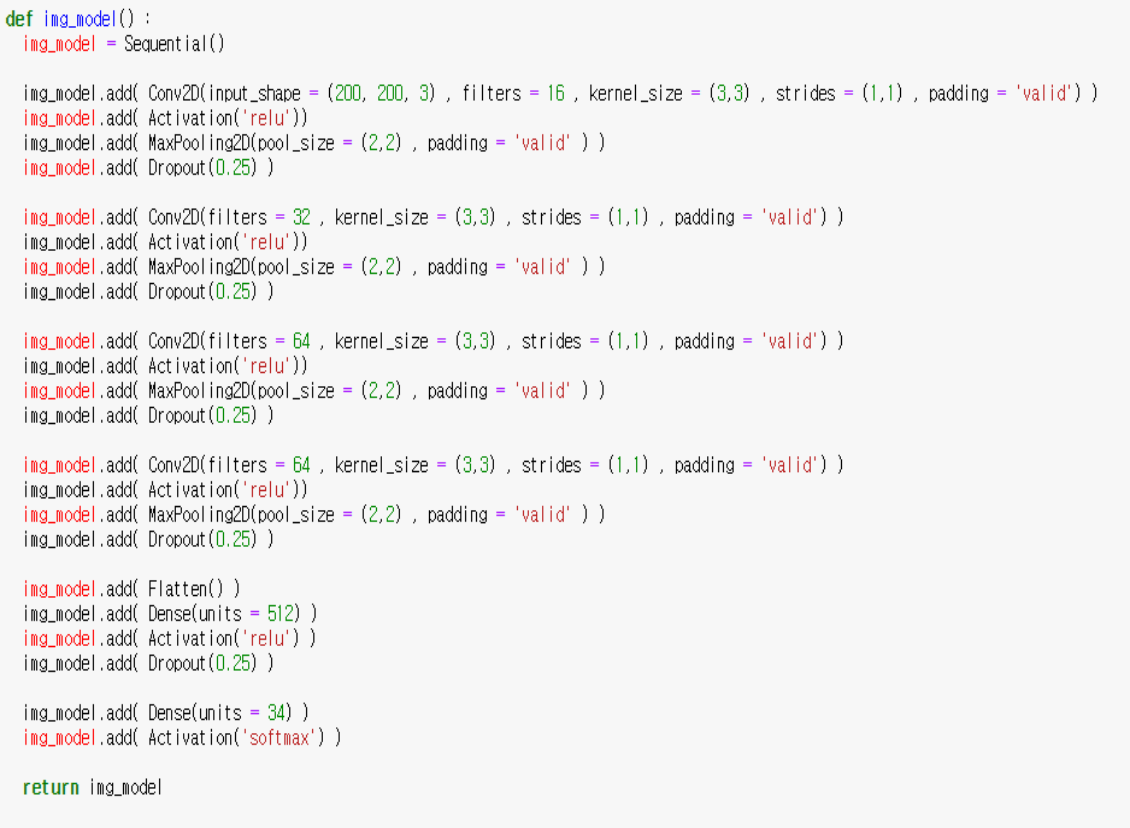 def img_model() :
img_model = Sequential()
img_model.add( Conv2D(input_shape = (200, 200, 3) , filters = 16 , kernel_size = (3,3) , strides = (1,1) , padding = 'valid') )
img_model.add( Activation('relu'))
img_model.add( MaxPooling2D(pool_size = (2,2) , padding = 'valid' ) )
img_model.add( Dropout(0.25) )
img_model.add( Conv2D(filters = 32 , kernel_size = (3,3) , strides = (1,1) , padding = 'valid') )
img_model.add( Activation('relu'))
img_model.add( MaxPooling2D(pool_size = (2,2) , padding = 'valid' ) )
img_model.add( Dropout(0.25) )
img_model.add( Conv2D(filters = 64 , kernel_size = (3,3) , strides = (1,1) , padding = 'valid') )
img_model.add( Activation('relu'))
img_model.add( MaxPooling2D(pool_size = (2,2) , padding = 'valid' ) )
img_model.add( Dropout(0.25) )
img_model.add( Conv2D(filters = 64 , kernel_size = (3,3) , strides = (1,1) , padding = 'valid') )
img_model.add( Activation('relu'))
img_model.add( MaxPooling2D(pool_size = (2,2) , padding = 'valid' ) )
img_model.add( Dropout(0.25) )
img_model.add( Flatten() )
img_model.add( Dense(units = 512) )
img_model.add( Activation('relu') )
img_model.add( Dropout(0.25) )
img_model.add( Dense(units = 34) )
img_model.add( Activation('softmax') )
return img_model